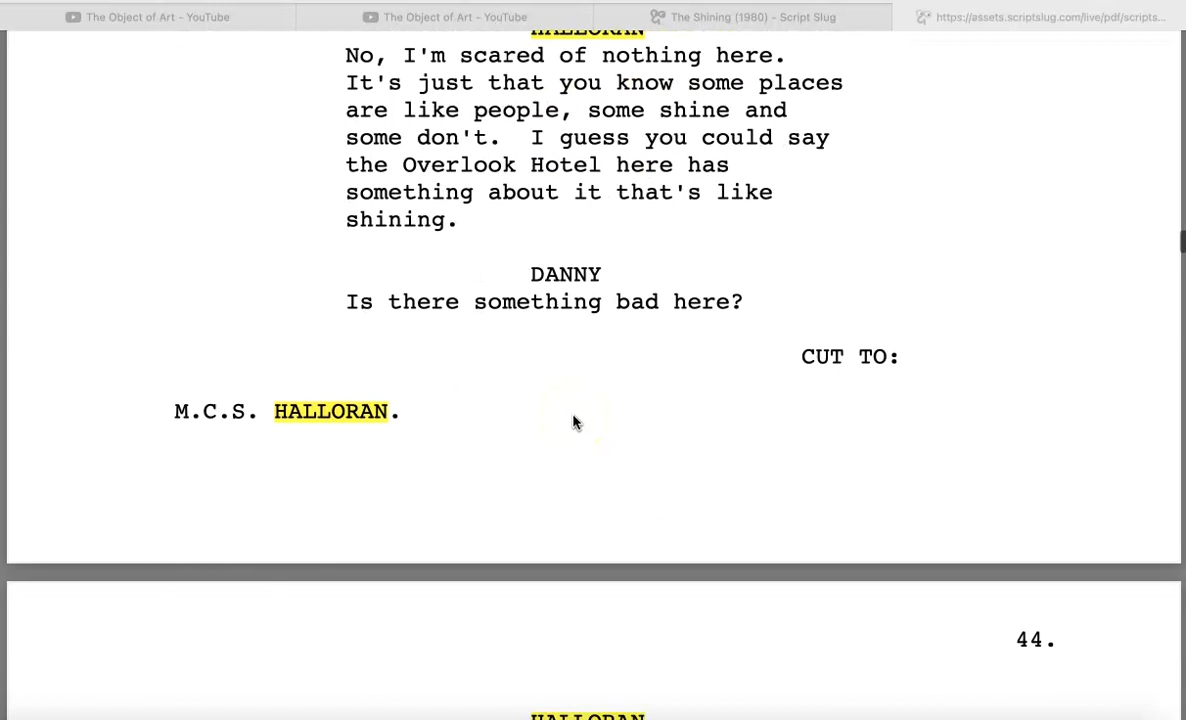 The Object of Art - YouTube
The Object of Art - YouTube
The Shining (1980) - Script Slug
https://assets.scriptslug.com/live/pdf/scripts...
HALLORAN
No, I'm scared of nothing here.
It's just that you know some places
are like people, some shine and
some don't. I guess you could say
the Overlook Hotel here has
something about it that's like
shining.
DANNY
Is there something bad here?
CUT TO:
M.C.S. HALLORAN.
44.
HALLORAN